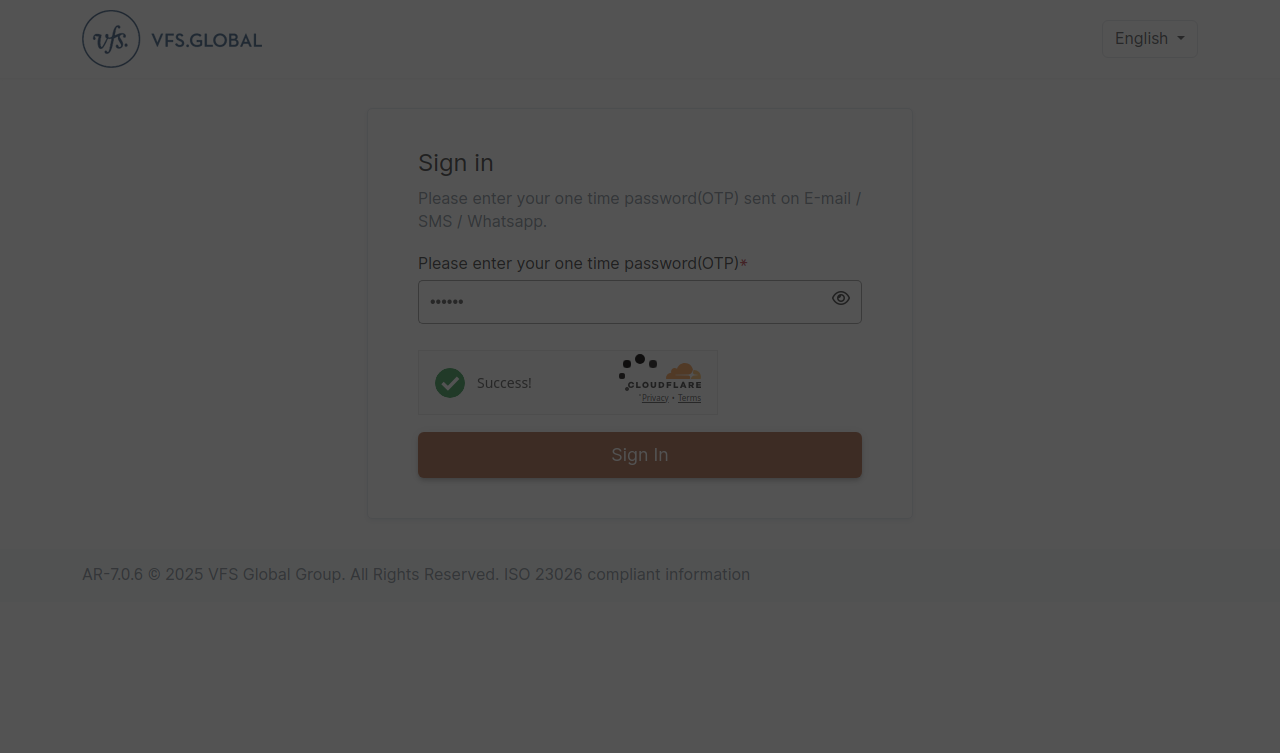 vfs. VFS.GLOBAL
English
Sign in
Please enter your one time password(OTP) sent on E-mail /
SMS / Whatsapp.
Please enter your one time password(OTP)*
••••••
Success!
CLOUDFLARE
Privacy • Terms
Sign In
AR-7.0.6 © 2025 VFS Global Group. All Rights Reserved. ISO 23026 compliant information